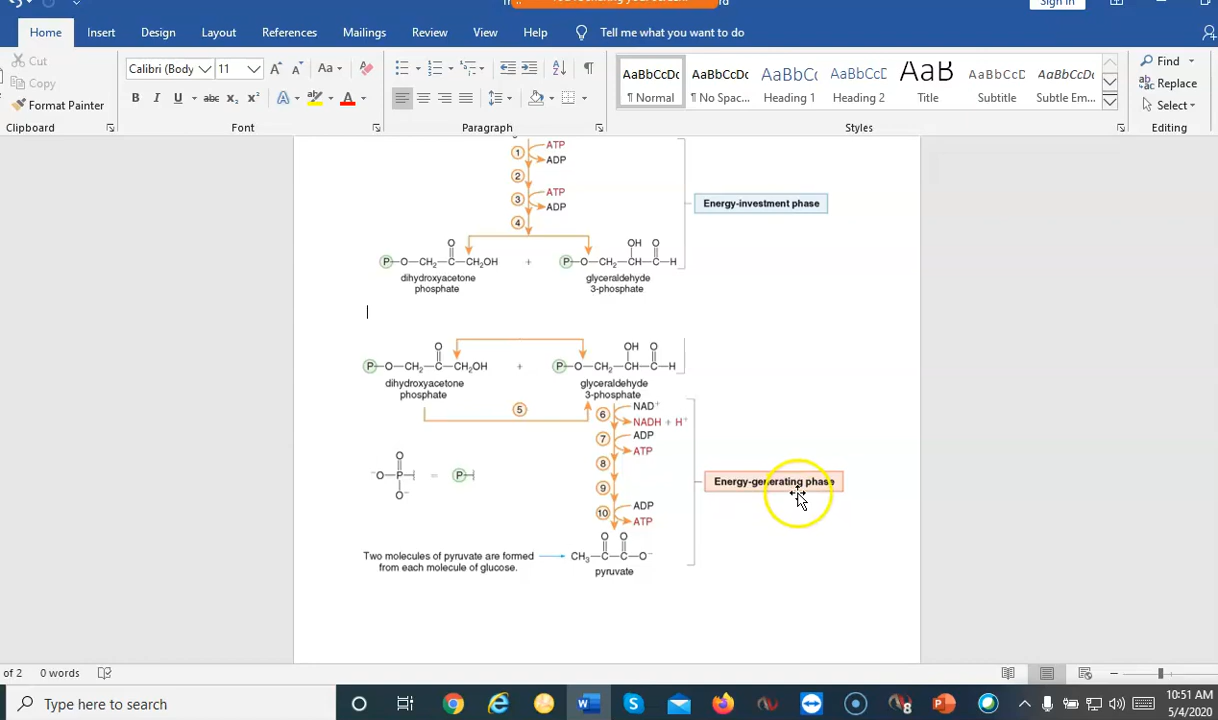 Sign in
Home Insert Design Layout References Mailings Review View Help Tell me what you want to do
Cut
Copy
Format Painter
Clipboard
Calibri (Body 11
Aa
B I U abc x₂ x² A A
Font
Paragraph
AaBbCcDc AaBbCcDc AaBbCc AaBbCcD AaB AaBbCcD AaBbCcDc
¶ Normal ¶ No Spac... Heading 1 Heading 2 Title Subtitle Subtle Em...
Styles
Find
Replace
Select
Editing
1 ATP
ADP
2
3 ATP
ADP
4
Energy-investment phase
OH O
O
P—O—CH₂—C—CH₂OH + P—O—CH₂—CH—C—H
dihydroxyacetone
phosphate
glyceraldehyde
3-phosphate
OH O
O
P—O—CH₂—C—CH₂OH + P—O—CH₂—CH—C—H
dihydroxyacetone
phosphate
glyceraldehyde
3-phosphate
5
6 NAD⁺
NADH + H⁺
7 ADP
ATP
8
9
10 ADP
ATP
Energy-generating phase
O
⁻O—P— = P—
O⁻
O O
CH₃—C—C—O⁻
pyruvate
Two molecules of pyruvate are formed
from each molecule of glucose.
of 2 0 words
Type here to search
10:51 AM
5/4/2020